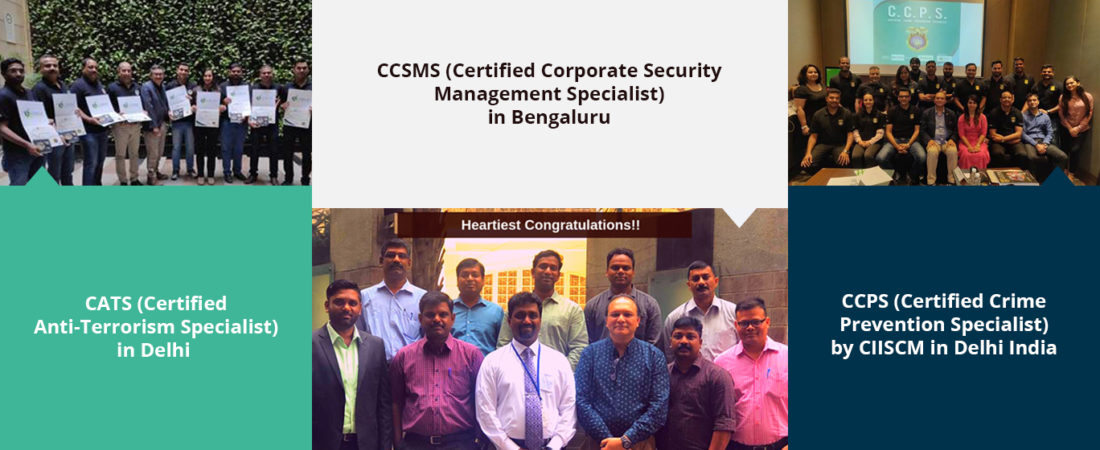 CCSMS (Certified Corporate Security
Management Specialist)
in Bengaluru
C.C.P.S.
Heartiest Congratulations!!
CATS (Certified
Anti-Terrorism Specialist)
in Delhi
CCPS (Certified Crime
Prevention Specialist)
by CIISCM in Delhi India